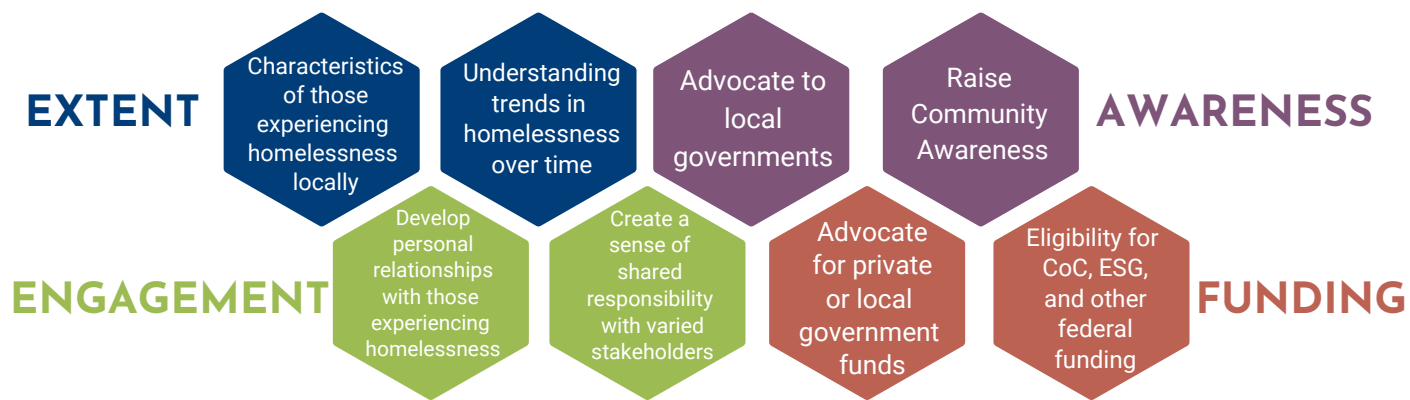 EXTENT
Characteristics
of those
experiencing
homelessness
locally
Understanding
trends in
homelessness
over time
Advocate to
local
governments
Raise
Community
Awareness
AWARENESS
ENGAGEMENT
Develop
personal
relationships
with those
experiencing
homelessness
Create a
sense of
shared
responsibility
with varied
stakeholders
Advocate
for private
or local
government
funds
Eligibility for
CoC, ESG,
and other
federal
funding
FUNDING